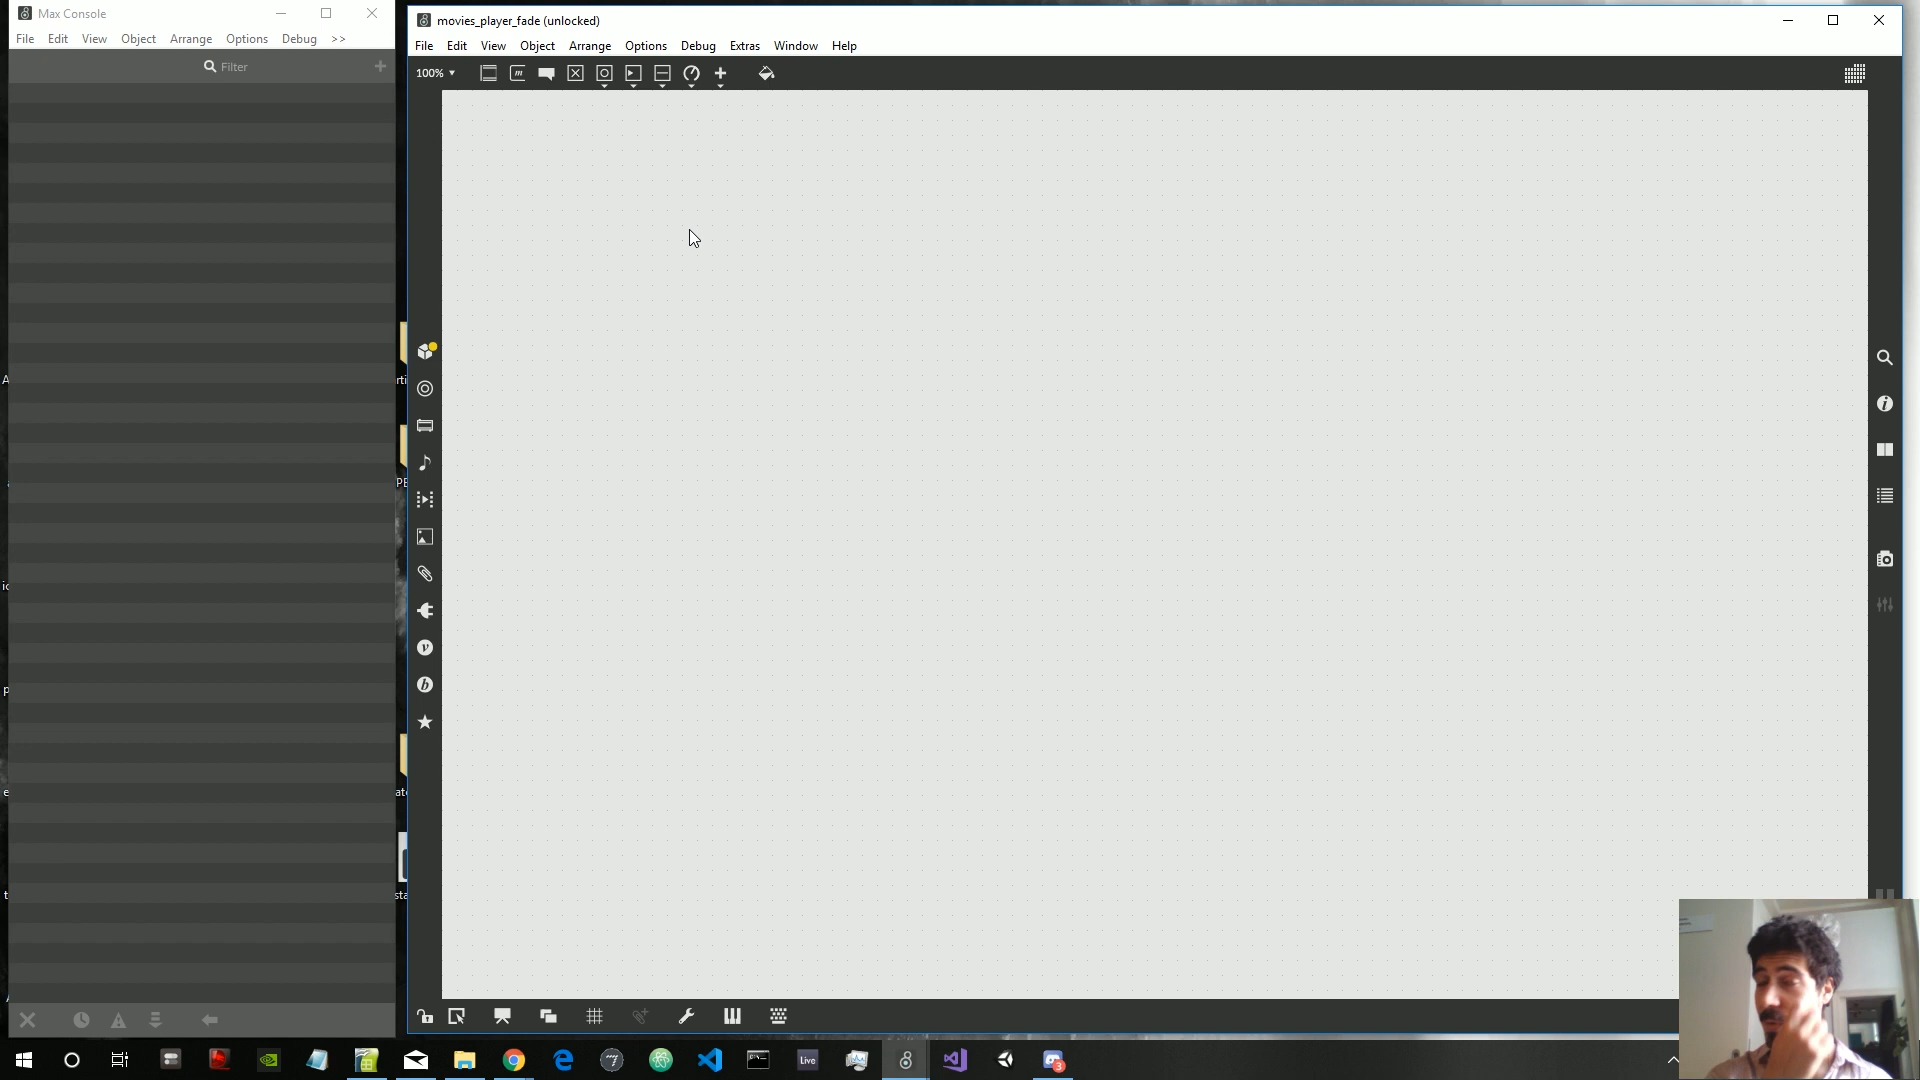 Max Console
File Edit View Object Arrange Options Debug >>
Filter
movies_player_fade (unlocked)
File Edit View Object Arrange Options Debug Extras Window Help
100%
m
i
v
b
Live
3